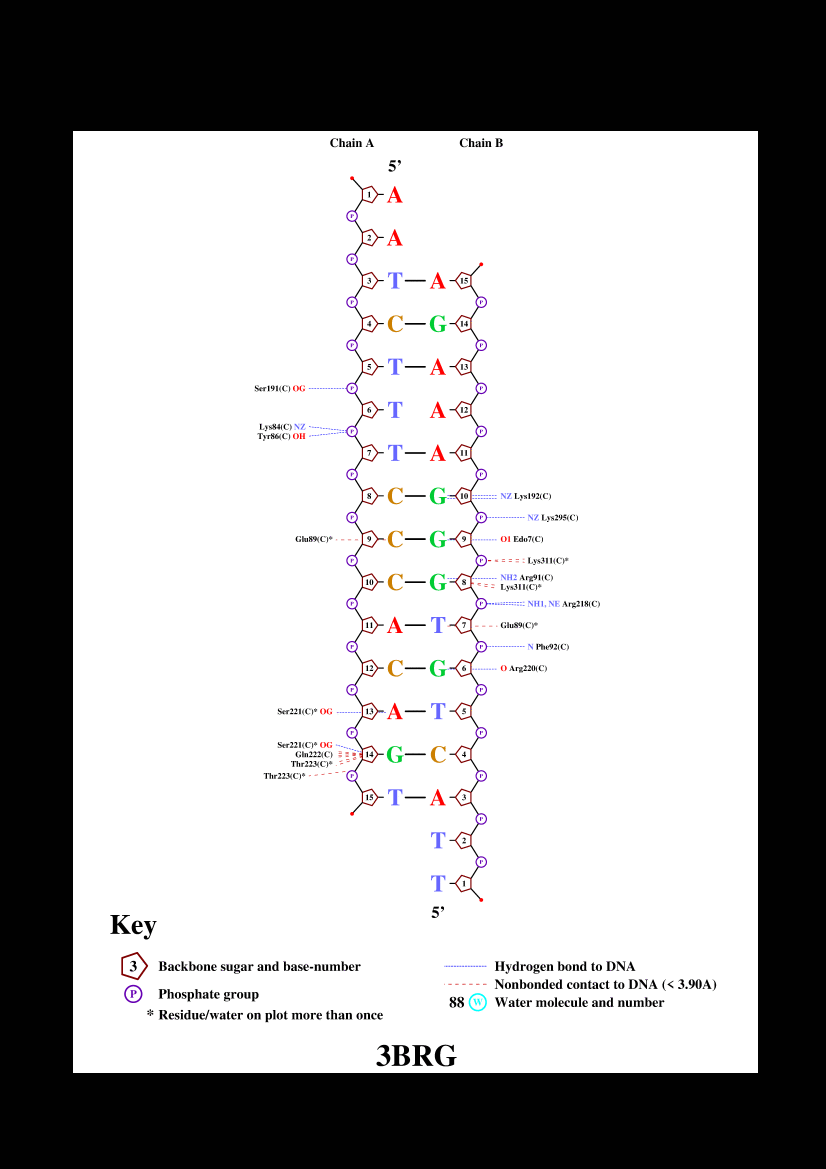 Chain A Chain B
5’
1 A
P
2 A
P
3 T A 15
P P
4 C G 14
P P
5 T A 13
Ser191(C) OG P P
6 T A 12
Lys84(C) NZ P P
Tyr86(C) OH
7 T A 11
P P
8 C G 10 NZ Lys192(C)
P P NZ Lys295(C)
Glu89(C)* 9 C G 9 O1 Edo7(C)
P P Lys311(C)*
10 C G 8 NH2 Arg91(C)
Lys311(C)*
P P NH1, NE Arg218(C)
11 A T 7 Glu89(C)*
P P N Phe92(C)
12 C G 6 O Arg220(C)
P P
Ser221(C)* OG 13 A T 5
P P
Ser221(C)* OG
Gln222(C) 14 G C 4
Thr223(C)*
Thr223(C)* P P
15 T A 3
P
T 2
P
T 1
5’
Key
3 Backbone sugar and base-number
P Phosphate group
* Residue/water on plot more than once
Hydrogen bond to DNA
Nonbonded contact to DNA (< 3.90A)
88 W Water molecule and number
3BRG